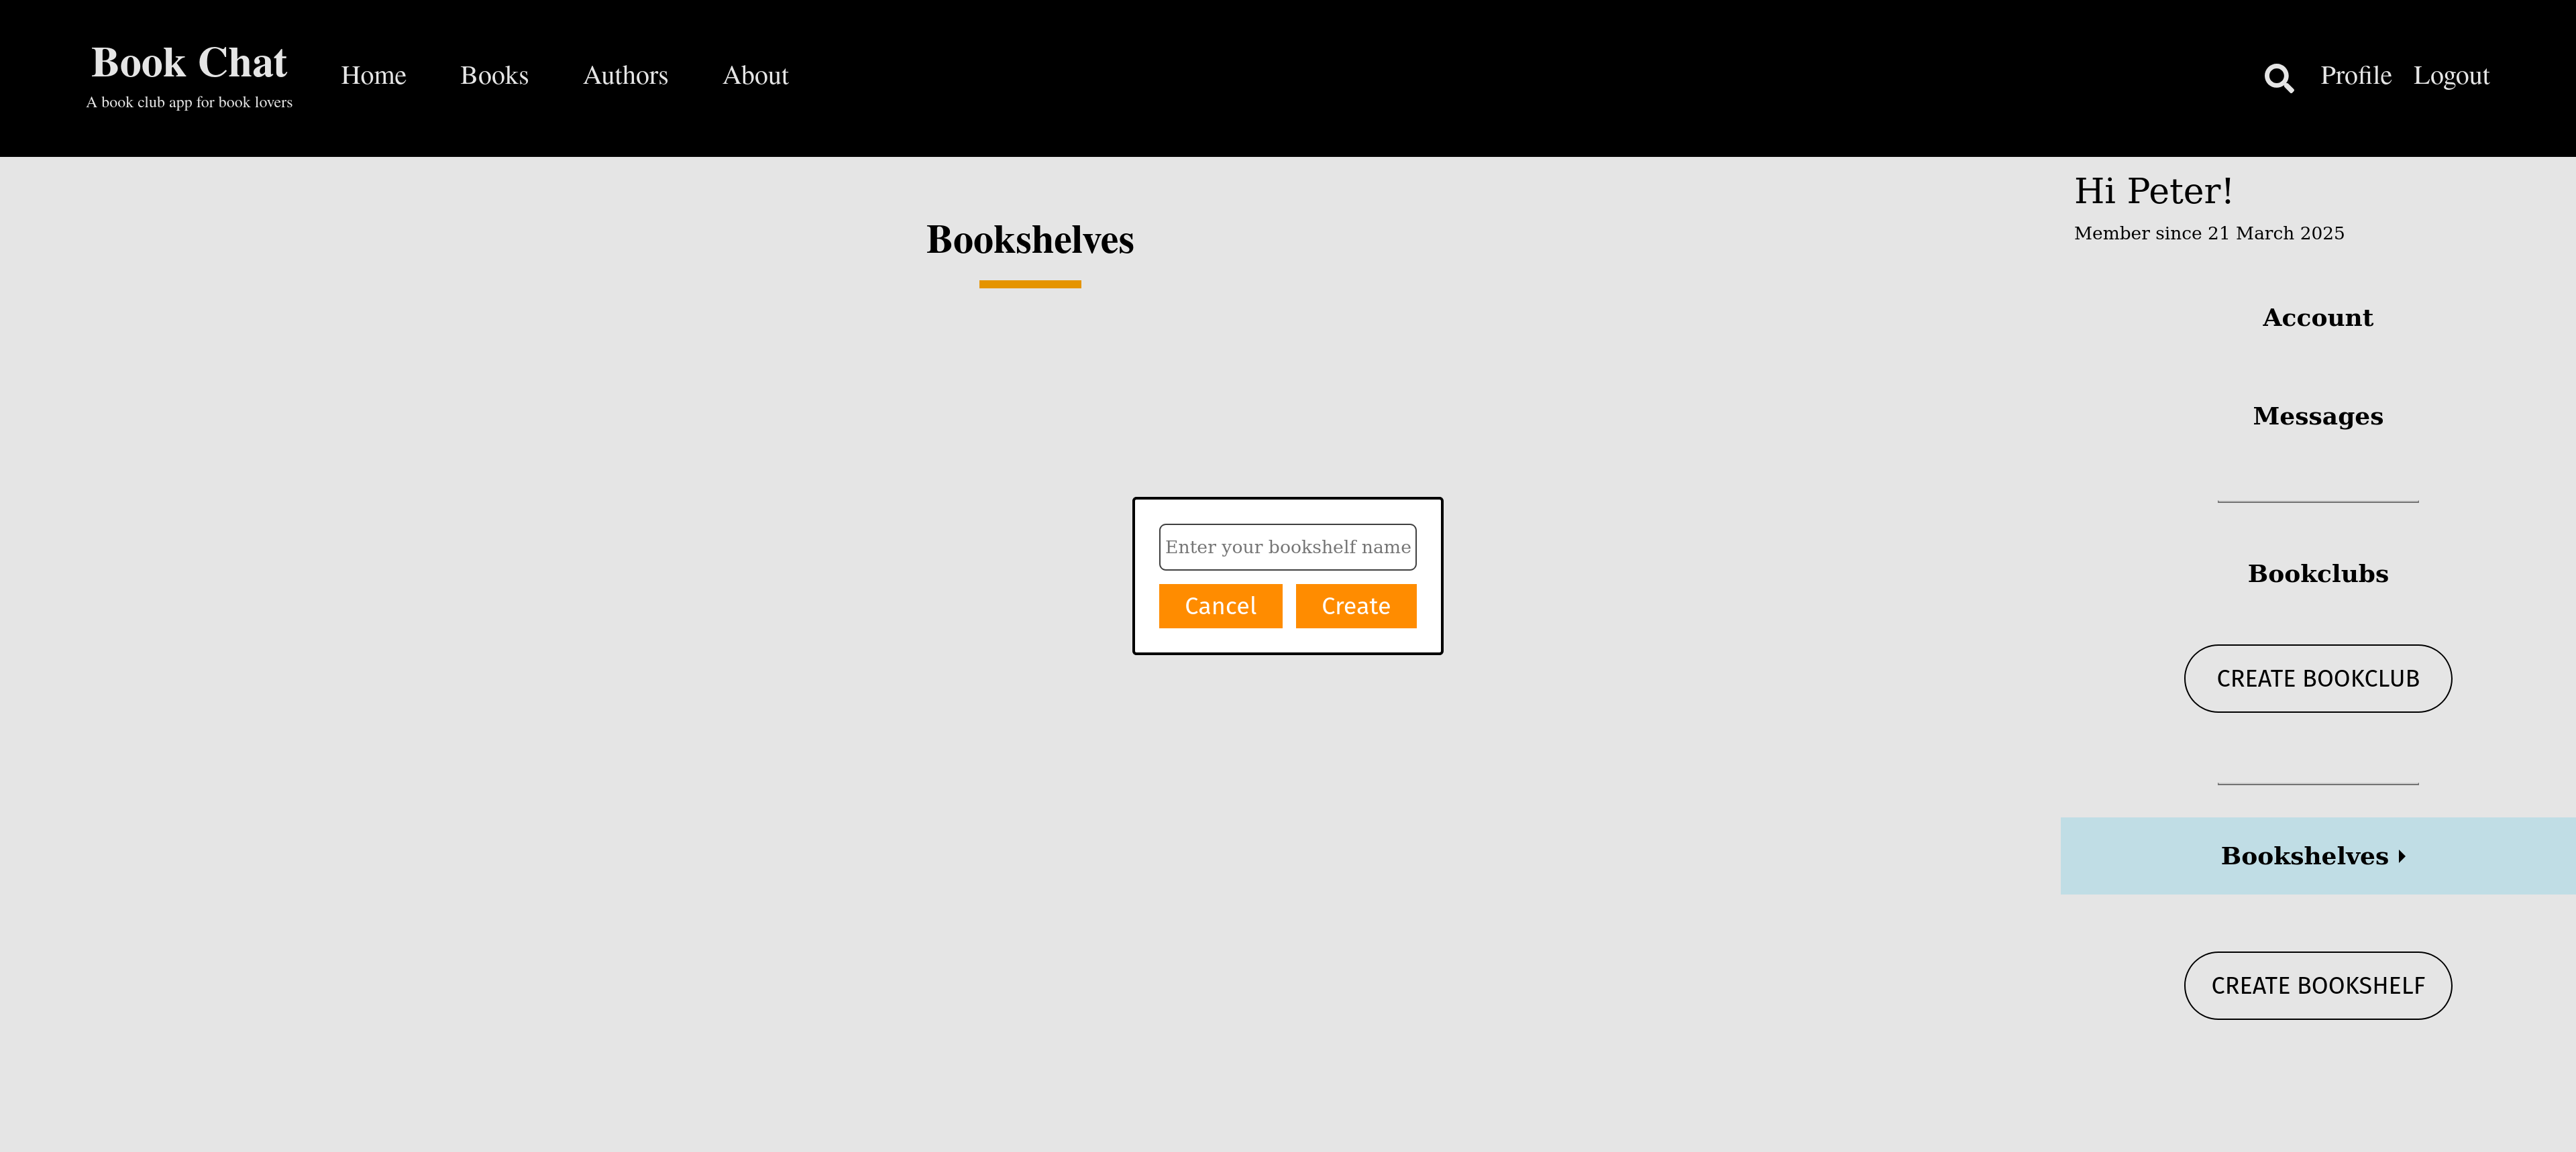 Book Chat
A book club app for book lovers
Home Books Authors About
Profile Logout
Bookshelves
Enter your bookshelf name
Cancel Create
Hi Peter!
Member since 21 March 2025
Account
Messages
Bookclubs
CREATE BOOKCLUB
Bookshelves
CREATE BOOKSHELF